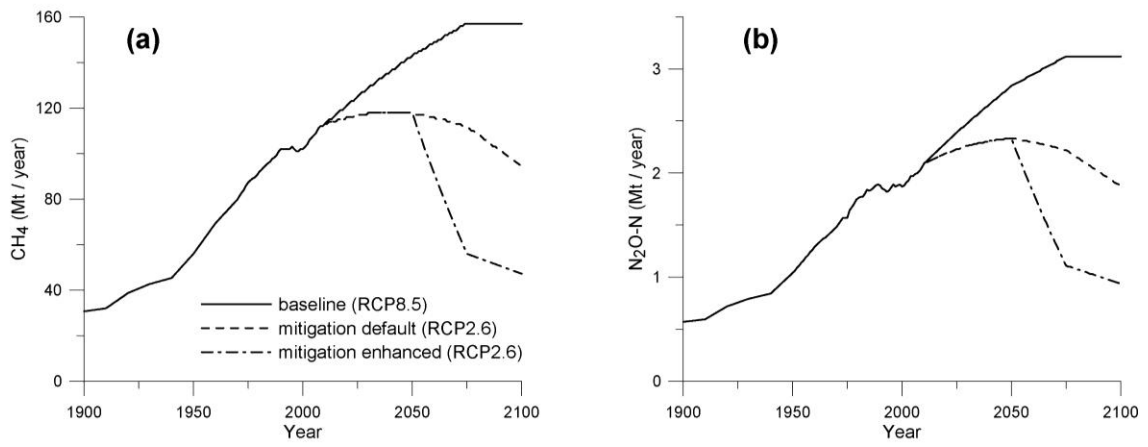 (a)
CH₄ (Mt / year)
160
120
80
40
0
baseline (RCP8.5)
mitigation default (RCP2.6)
mitigation enhanced (RCP2.6)
1900
1950
2000
2050
2100
Year
(b)
N₂O-N (Mt / year)
3
2
1
0
1900
1950
2000
2050
2100
Year